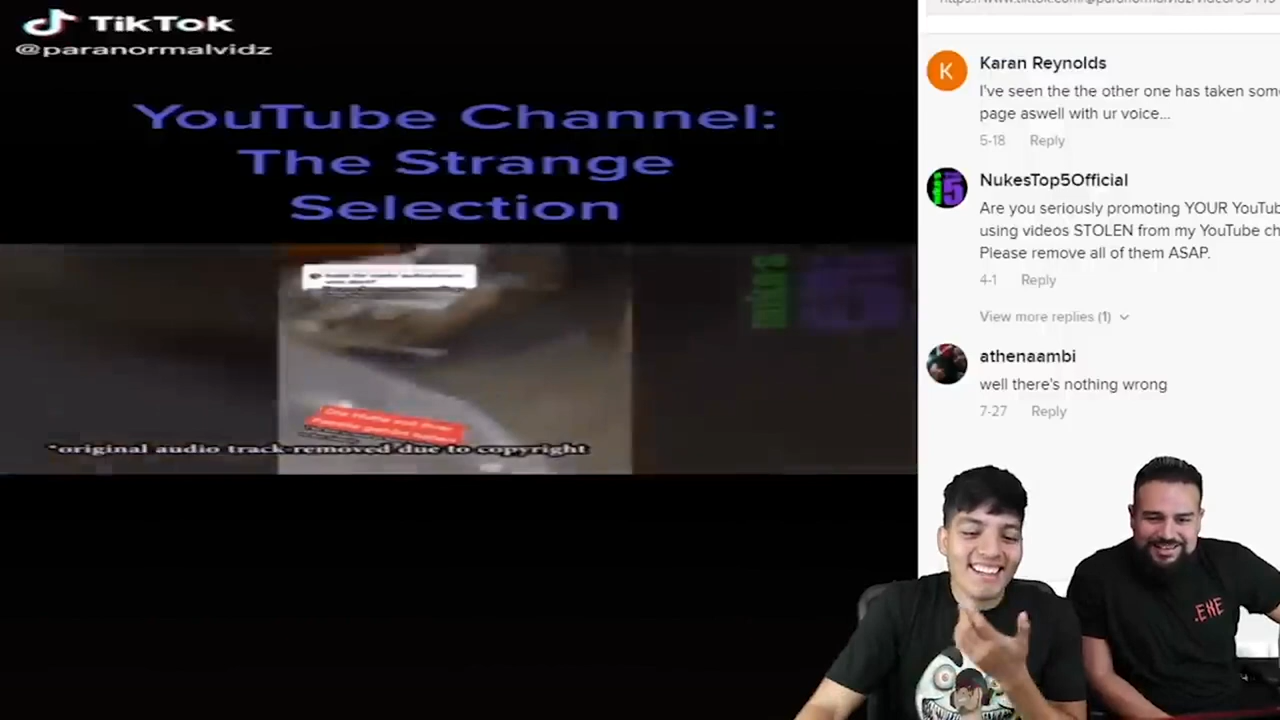 TikTok
@paranormalvidz
YouTube Channel:
The Strange
Selection
*original audio track removed due to copyright
Karan Reynolds
I've seen the the other one has taken some
page aswell with ur voice...
5-18 Reply
NukesTop5Official
Are you seriously promoting YOUR YouTub
using videos STOLEN from my YouTube ch
Please remove all of them ASAP.
4-1 Reply
View more replies (1)
athenaambi
well there's nothing wrong
7-27 Reply
K
5
.EXE